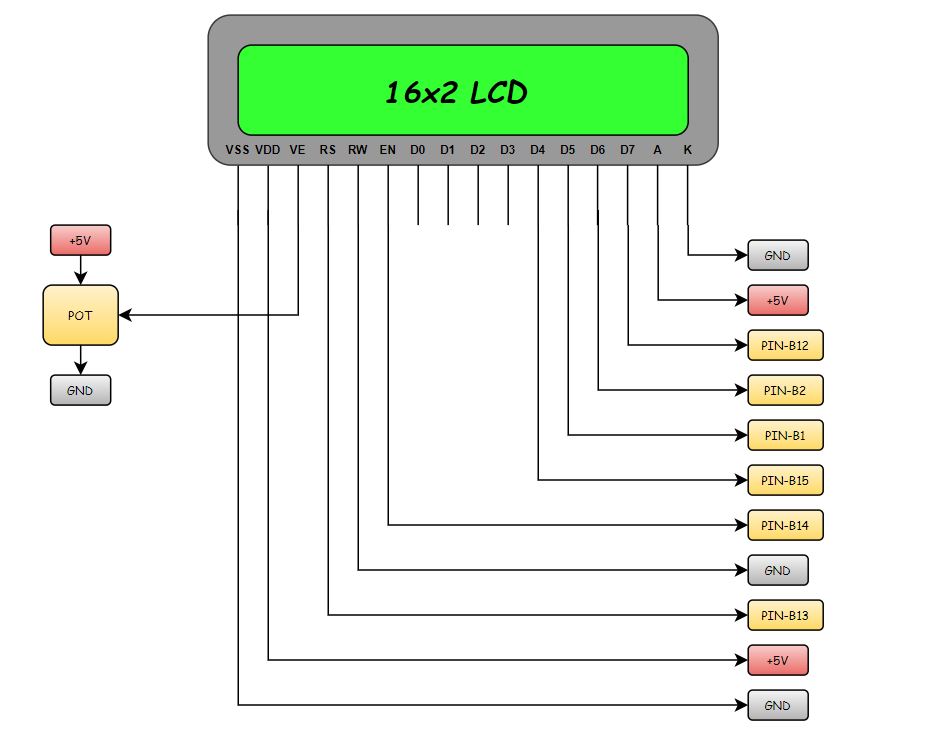 16x2 LCD
VSS VDD VE RS RW EN D0 D1 D2 D3 D4 D5 D6 D7 A K
+5V
POT
GND
GND
+5V
PIN-B12
PIN-B2
PIN-B1
PIN-B15
PIN-B14
GND
PIN-B13
+5V
GND